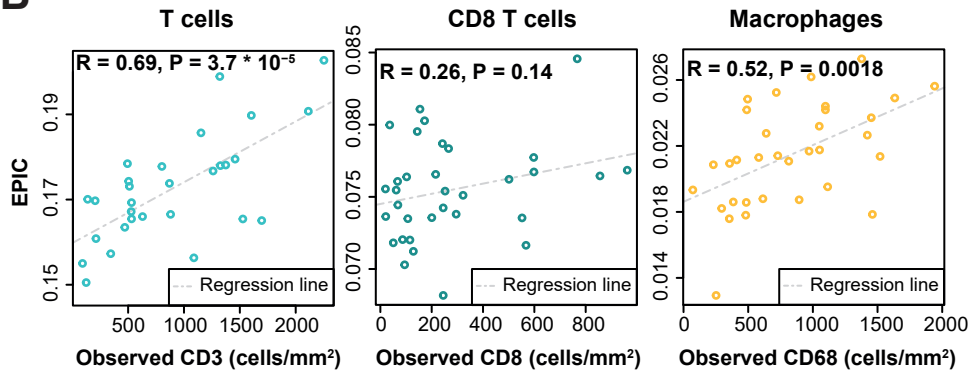 T cells
CD8 T cells
Macrophages
R = 0.69, P = 3.7 * 10⁻⁵
R = 0.26, P = 0.14
R = 0.52, P = 0.0018
EPIC
0.19
0.17
0.15
0.085
0.080
0.075
0.070
0.026
0.022
0.018
0.014
Regression line
Regression line
Regression line
500 1000 1500 2000
0 200 400 600 800
0 500 1000 1500 2000
Observed CD3 (cells/mm²)
Observed CD8 (cells/mm²)
Observed CD68 (cells/mm²)